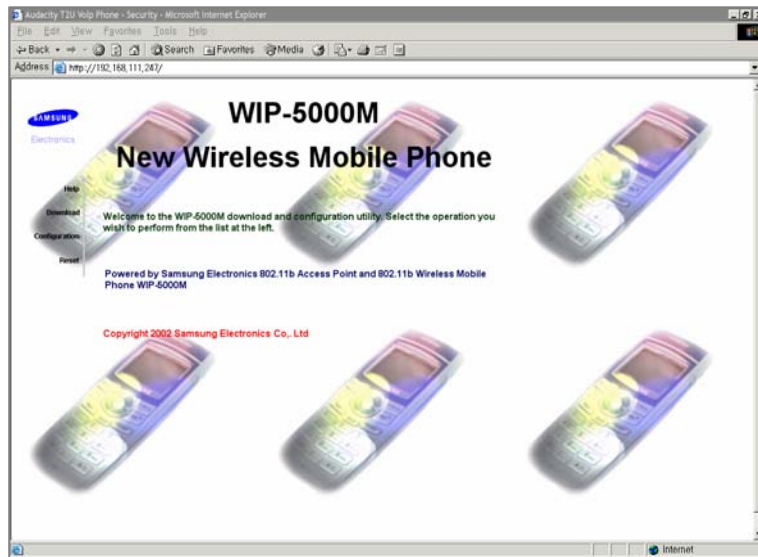 Audacity T2U Voip Phone - Security - Microsoft Internet Explorer
File Edit View Favorites Tools Help
Back Search Favorites Media
Address http://192,168,111,247/
SAMSUNG
Electronics
WIP-5000M
New Wireless Mobile Phone
Help
Download
Configuration
Reset
Welcome to the WIP-5000M download and configuration utility. Select the operation you
wish to perform from the list at the left.
Powered by Samsung Electronics 802.11b Access Point and 802.11b Wireless Mobile
Phone WIP-5000M
Copyright 2002 Samsung Electronics Co,. Ltd
Internet